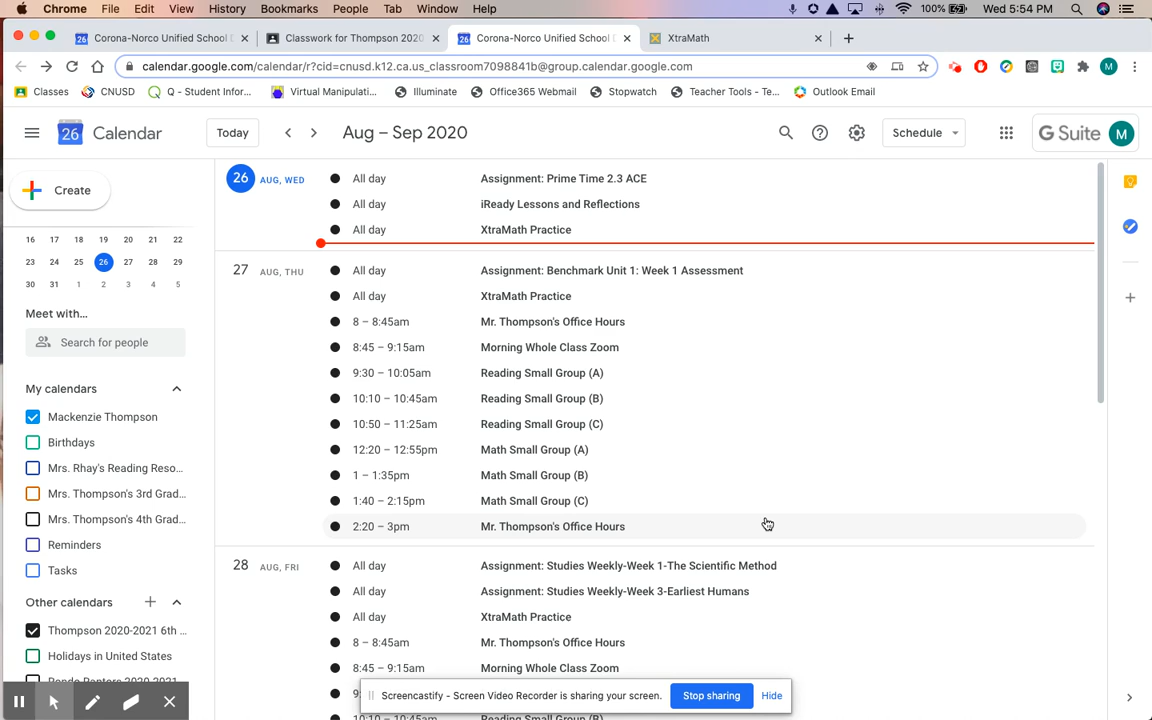 Chrome File Edit View History Bookmarks People Tab Window Help 100% Wed 5:54 PM
Corona-Norco Unified School D × Classwork for Thompson 2020 × Corona-Norco Unified School × XtraMath ×
calendar.google.com/calendar/r?cid=cnusd.k12.ca.us_classroom7098841b@group.calendar.google.com M
Classes CNUSD Q - Student Infor... Virtual Manipulati... Illuminate Office365 Webmail Stopwatch Teacher Tools - Te... Outlook Email
26 Calendar Today Aug – Sep 2020 Schedule G Suite M
Create
16 17 18 19 20 21 22
23 24 25 26 27 28 29
30 31 1 2 3 4 5
Meet with...
Search for people
My calendars
Mackenzie Thompson
Birthdays
Mrs. Rhay's Reading Reso...
Mrs. Thompson's 3rd Grad...
Mrs. Thompson's 4th Grad...
Reminders
Tasks
Other calendars
Thompson 2020-2021 6th ...
Holidays in United States
26 AUG, WED All day Assignment: Prime Time 2.3 ACE
All day iReady Lessons and Reflections
All day XtraMath Practice
27 AUG, THU All day Assignment: Benchmark Unit 1: Week 1 Assessment
All day XtraMath Practice
8 – 8:45am Mr. Thompson's Office Hours
8:45 – 9:15am Morning Whole Class Zoom
9:30 – 10:05am Reading Small Group (A)
10:10 – 10:45am Reading Small Group (B)
10:50 – 11:25am Reading Small Group (C)
12:20 – 12:55pm Math Small Group (A)
1 – 1:35pm Math Small Group (B)
1:40 – 2:15pm Math Small Group (C)
2:20 – 3pm Mr. Thompson's Office Hours
28 AUG, FRI All day Assignment: Studies Weekly-Week 1-The Scientific Method
All day Assignment: Studies Weekly-Week 3-Earliest Humans
All day XtraMath Practice
8 – 8:45am Mr. Thompson's Office Hours
8:45 – 9:15am Morning Whole Class Zoom
Screencastify - Screen Video Recorder is sharing your screen. Stop sharing Hide